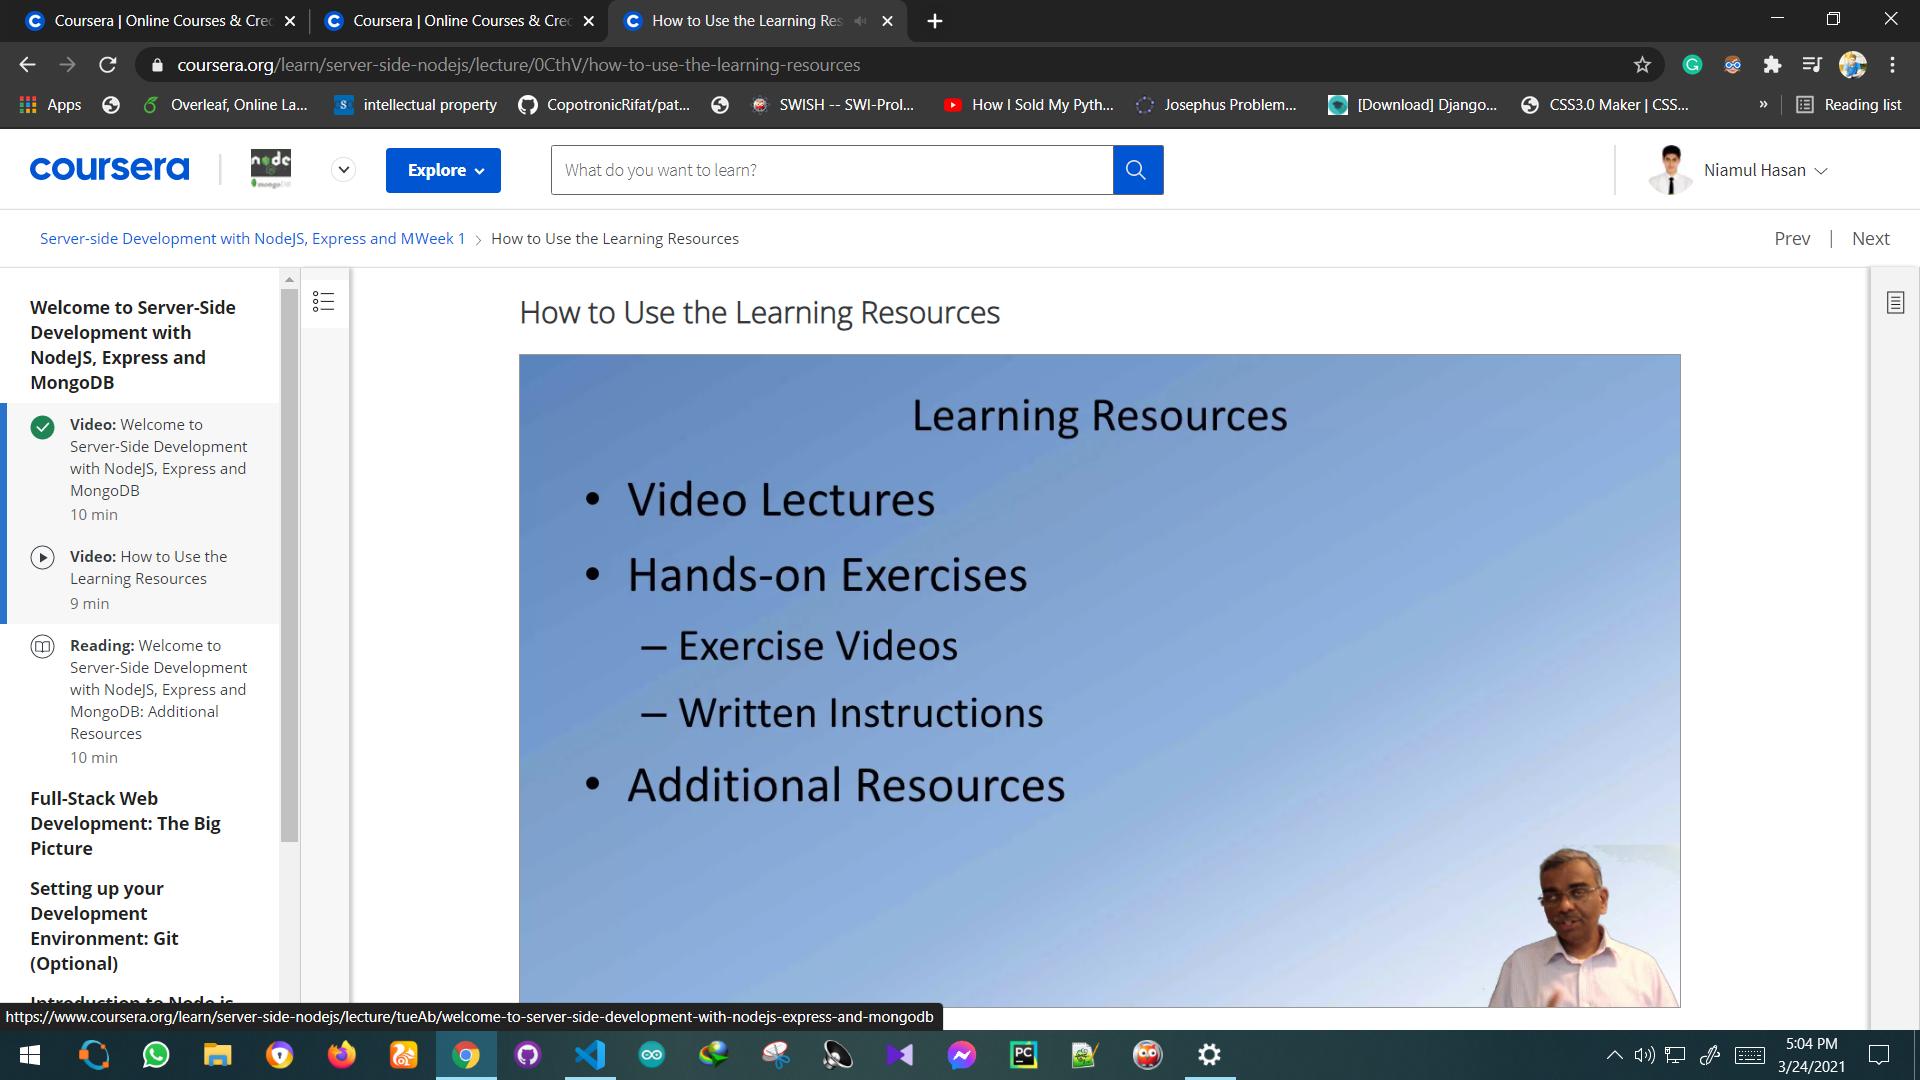 Coursera | Online Courses & Cre
Coursera | Online Courses & Cre
How to Use the Learning Res
coursera.org/learn/server-side-nodejs/lecture/0CthV/how-to-use-the-learning-resources
Apps
Overleaf, Online La...
intellectual property
CopotronicRifat/pat...
SWISH -- SWI-Prol...
How I Sold My Pyth...
Josephus Problem...
[Download] Django...
CSS3.0 Maker | CSS...
»
Reading list
coursera
node
mongoDB
Explore
What do you want to learn?
Niamul Hasan
Server-side Development with NodeJS, Express and MWeek 1 > How to Use the Learning Resources
Prev | Next
Welcome to Server-Side
Development with
NodeJS, Express and
MongoDB
Video: Welcome to
Server-Side Development
with NodeJS, Express and
MongoDB
10 min
Video: How to Use the
Learning Resources
9 min
Reading: Welcome to
Server-Side Development
with NodeJS, Express and
MongoDB: Additional
Resources
10 min
Full-Stack Web
Development: The Big
Picture
Setting up your
Development
Environment: Git
(Optional)
Introduction to Node.js
How to Use the Learning Resources
Learning Resources
• Video Lectures
• Hands-on Exercises
– Exercise Videos
– Written Instructions
• Additional Resources
https://www.coursera.org/learn/server-side-nodejs/lecture/tueAb/welcome-to-server-side-development-with-nodejs-express-and-mongodb
PC
5:04 PM
3/24/2021